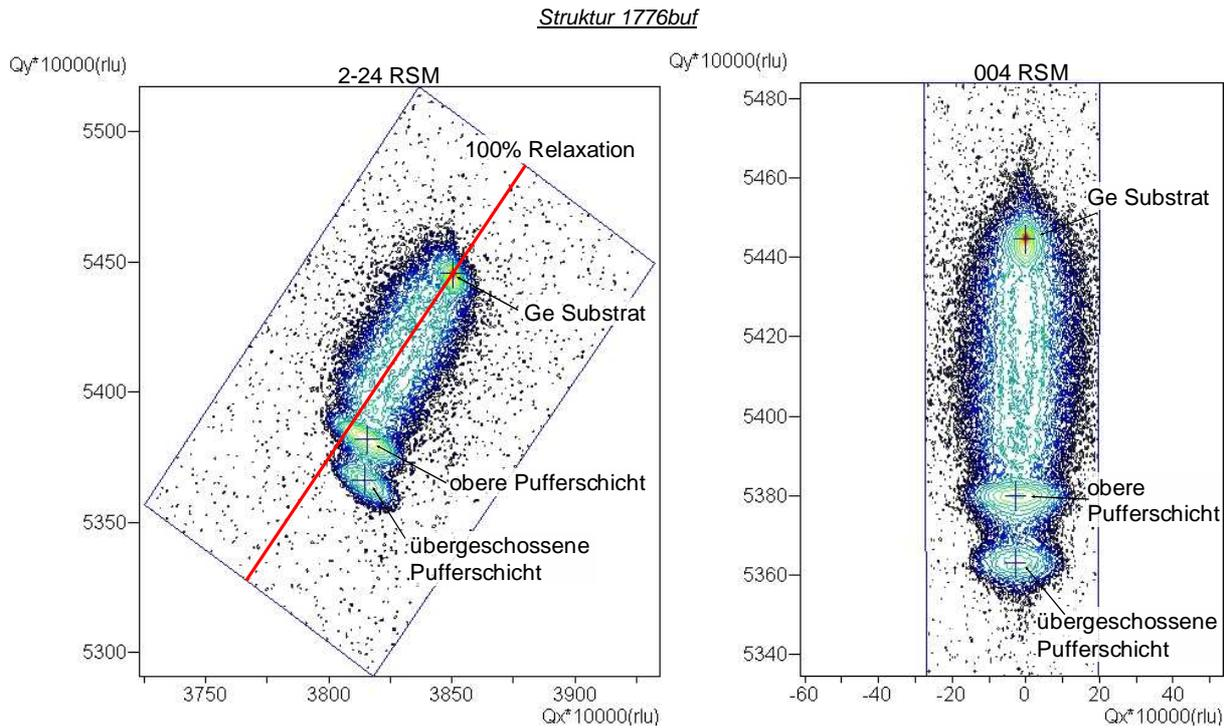 Struktur 1776buf
Qy*10000(rlu)
2-24 RSM
5500
5450
5400
5350
5300
3750
3800
3850
3900
Qx*10000(rlu)
100% Relaxation
Ge Substrat
obere Pufferschicht
übergeschossene
Pufferschicht
Qy*10000(rlu)
004 RSM
5480
5460
5440
5420
5400
5380
5360
5340
-60
-40
-20
0
20
40
Qx*10000(rlu)
Ge Substrat
obere
Pufferschicht
übergeschossene
Pufferschicht